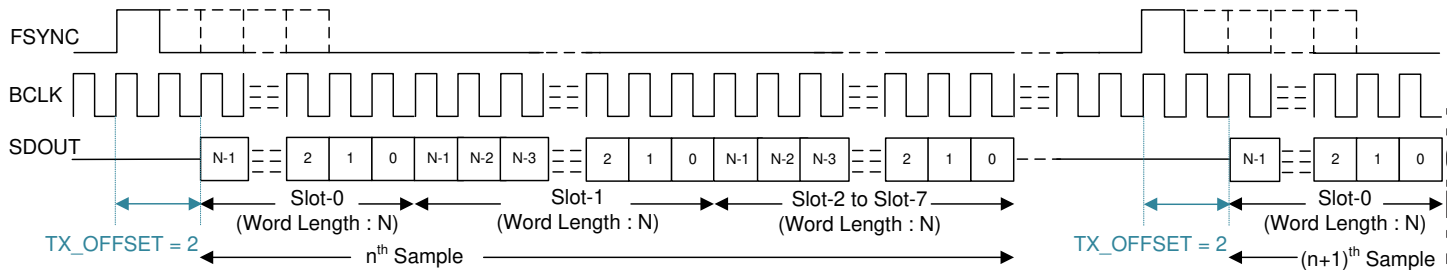 FSYNC
BCLK
SDOUT N-1 2 1 0 N-1 N-2 N-3 2 1 0 N-1 N-2 N-3 2 1 0 N-1 2 1 0
Slot-0 Slot-1 Slot-2 to Slot-7 Slot-0
(Word Length : N) (Word Length : N) (Word Length : N) (Word Length : N)
TX_OFFSET = 2 TX_OFFSET = 2
nth Sample (n+1)th Sample